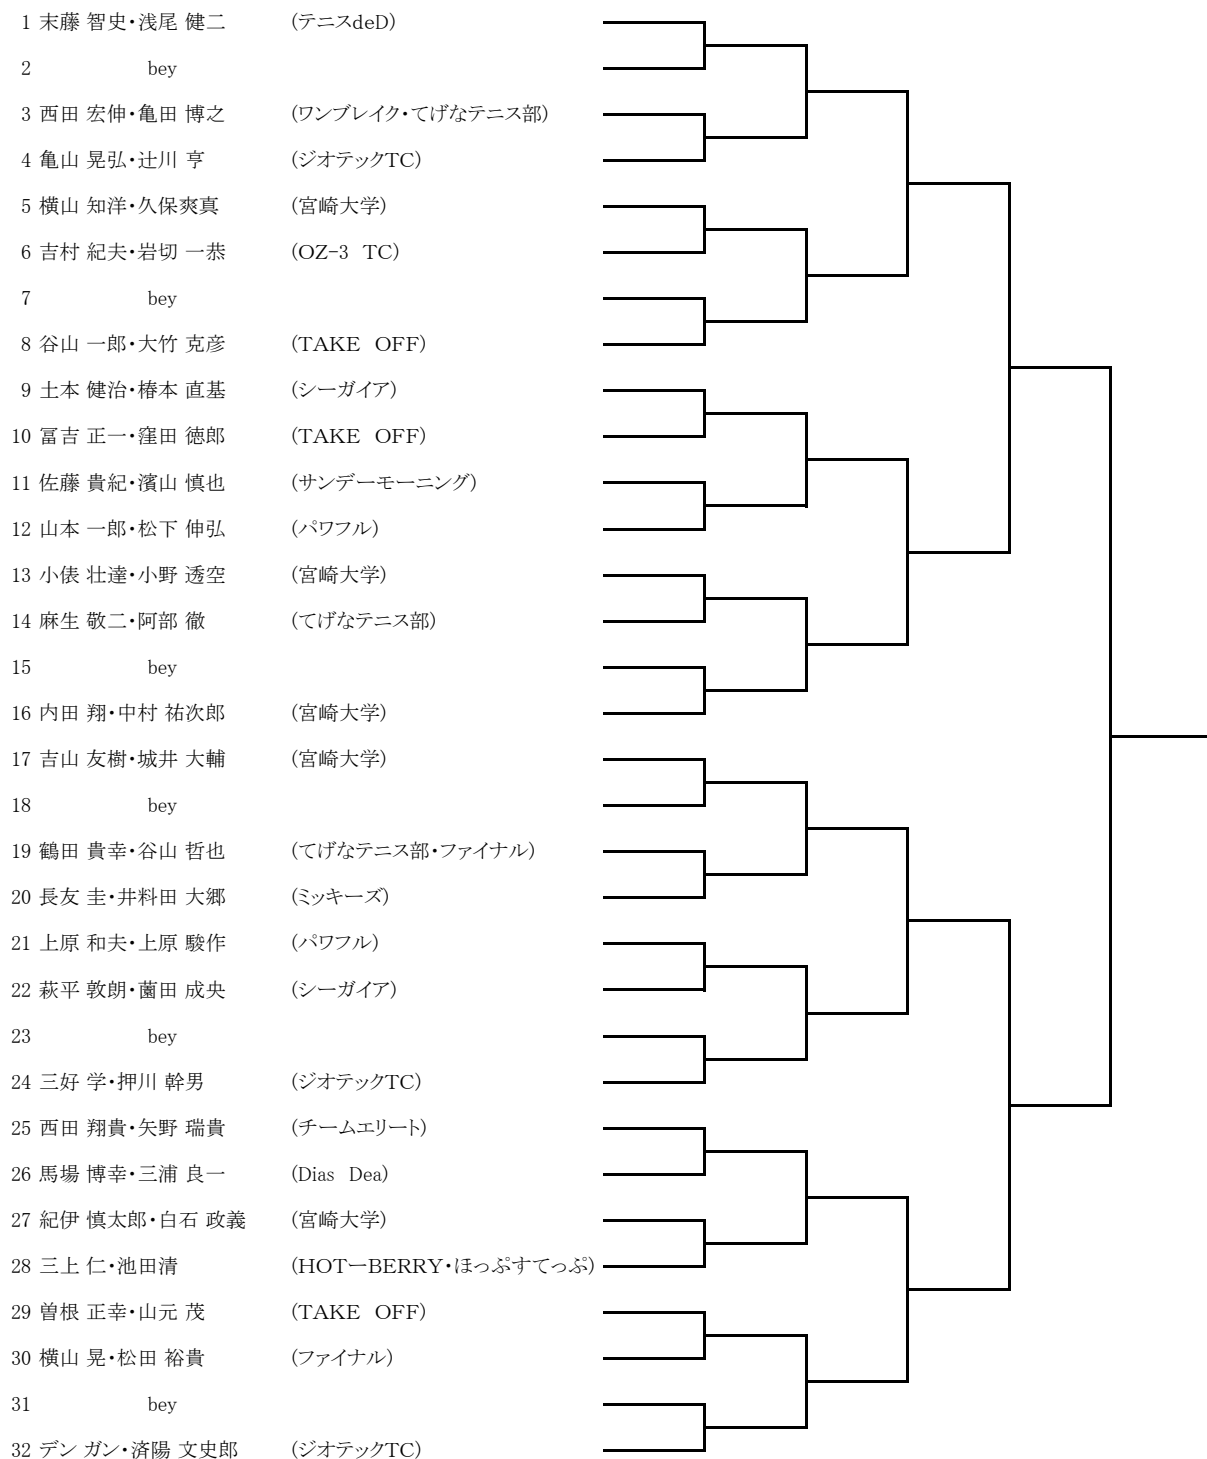 1 末藤 智史・浅尾 健二 (テニスdeD)
2 bey
3 西田 宏伸・亀田 博之 (ワンブレイク・てげなテニス部)
4 亀山 晃弘・辻川 亨 (ジオテックTC)
5 横山 知洋・久保爽真 (宮崎大学)
6 吉村 紀夫・岩切 一恭 (OZ-3 TC)
7 bey
8 谷山 一郎・大竹 克彦 (TAKE OFF)
9 土本 健治・椿本 直基 (シーガイア)
10 冨吉 正一・窪田 徳郎 (TAKE OFF)
11 佐藤 貴紀・濱山 慎也 (サンデーモーニング)
12 山本 一郎・松下 伸弘 (パワフル)
13 小俵 壮達・小野 透空 (宮崎大学)
14 麻生 敬二・阿部 徹 (てげなテニス部)
15 bey
16 内田 翔・中村 祐次郎 (宮崎大学)
17 吉山 友樹・城井 大輔 (宮崎大学)
18 bey
19 鶴田 貴幸・谷山 哲也 (てげなテニス部・ファイナル)
20 長友 圭・井料田 大郷 (ミッキーズ)
21 上原 和夫・上原 駿作 (パワフル)
22 萩平 敦朗・薗田 成央 (シーガイア)
23 bey
24 三好 学・押川 幹男 (ジオテックTC)
25 西田 翔貴・矢野 瑞貴 (チームエリート)
26 馬場 博幸・三浦 良一 (Dias Dea)
27 紀伊 慎太郎・白石 政義 (宮崎大学)
28 三上 仁・池田清 (HOTーBERRY・ほっぷすてっぷ)
29 曽根 正幸・山元 茂 (TAKE OFF)
30 横山 晃・松田 裕貴 (ファイナル)
31 bey
32 デン ガン・済陽 文史郎 (ジオテックTC)